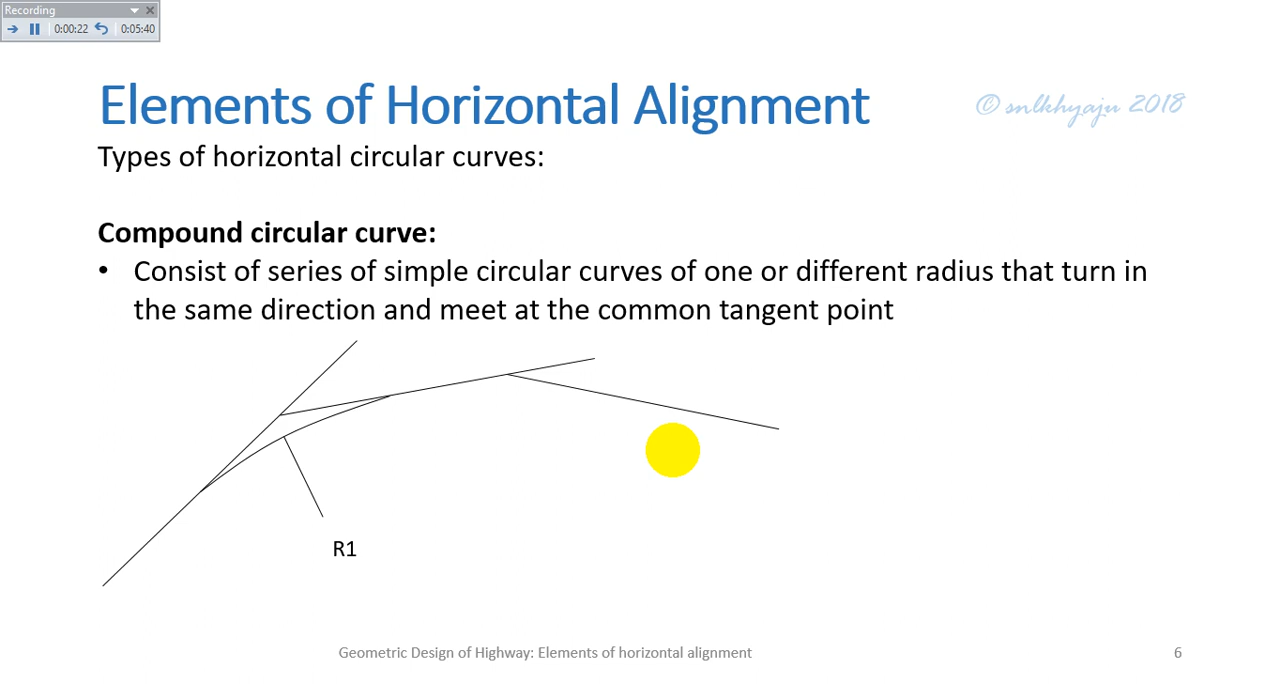 Recording
0:00:22 0:05:40
Elements of Horizontal Alignment
© snlkhyaju 2018
Types of horizontal circular curves:
Compound circular curve:
• Consist of series of simple circular curves of one or different radius that turn in
the same direction and meet at the common tangent point
R1
Geometric Design of Highway: Elements of horizontal alignment
6